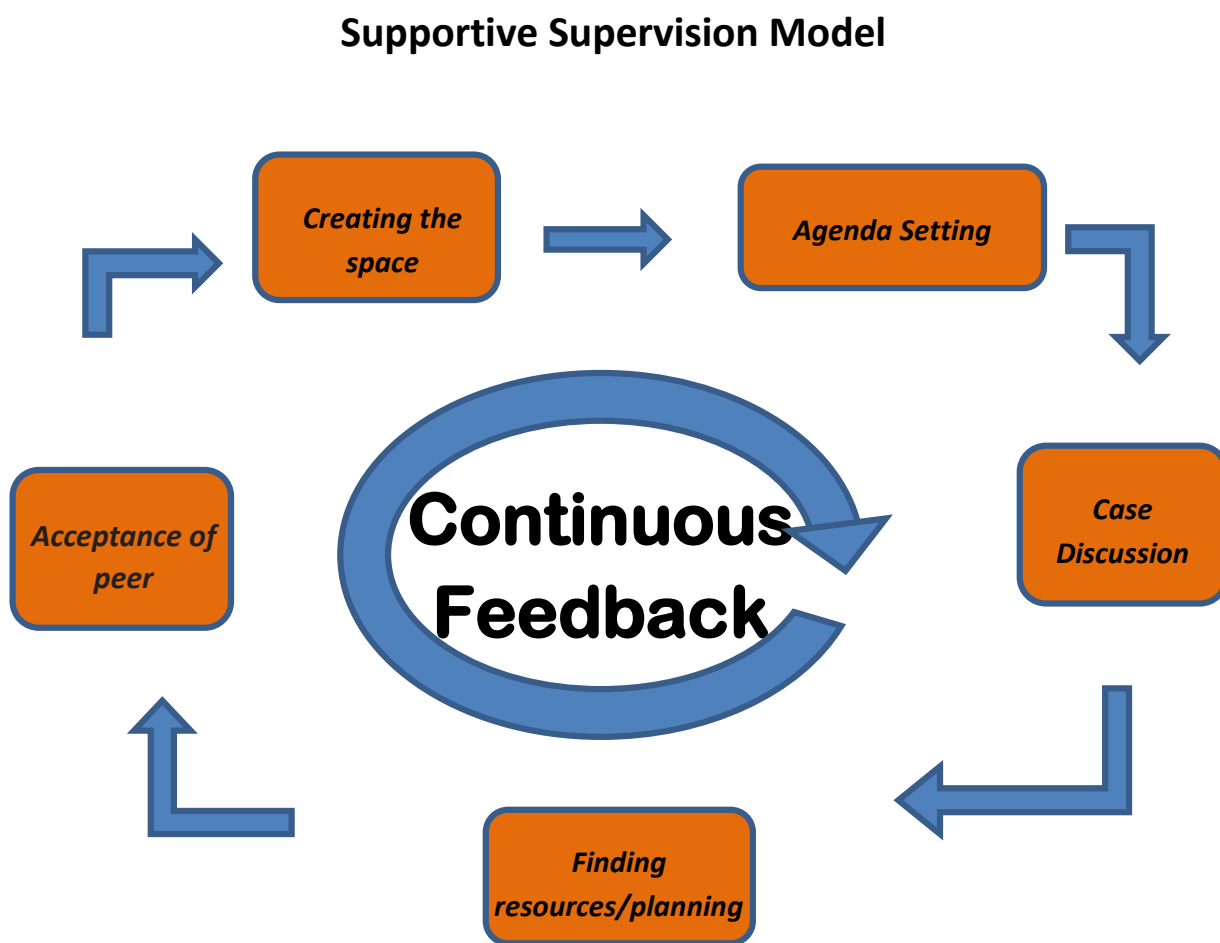 Supportive Supervision Model
Creating the
space
Agenda Setting
Case
Discussion
Finding
resources/planning
Acceptance of
peer
Continuous
Feedback